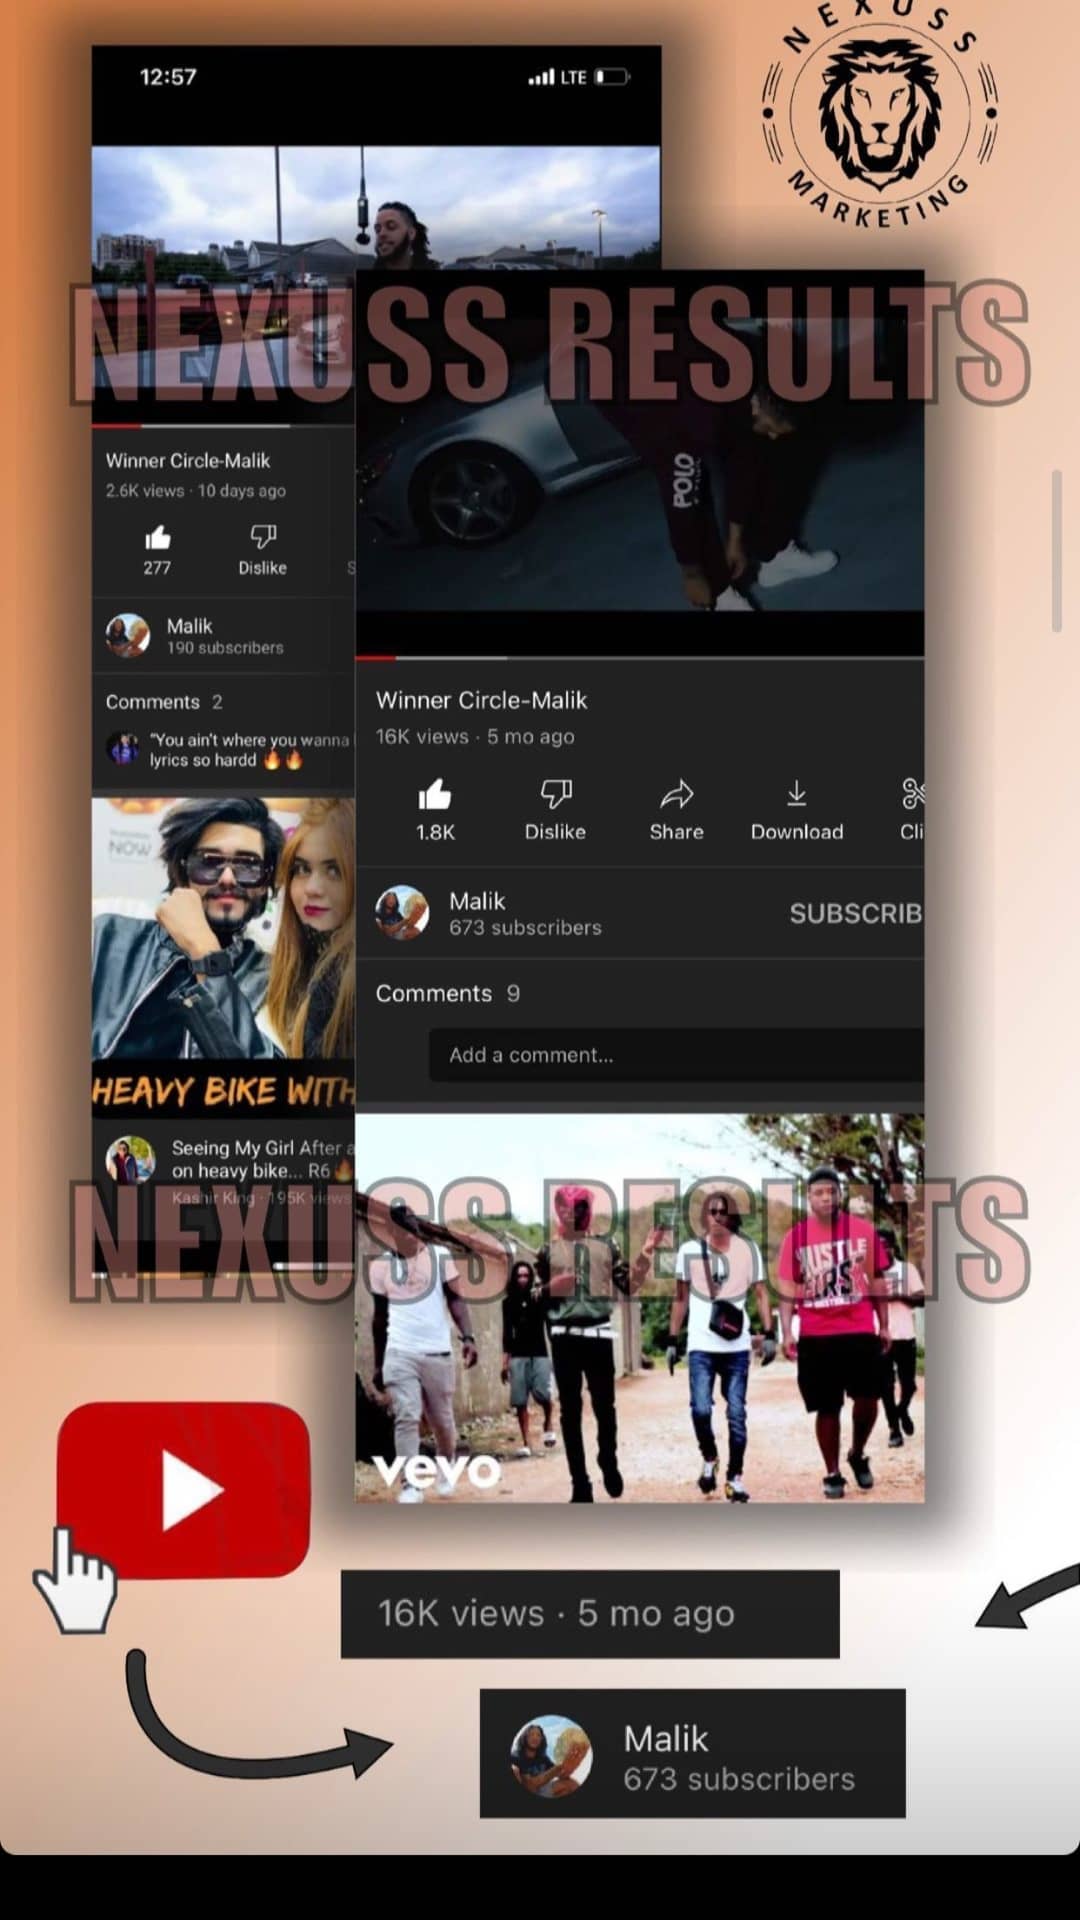 NEXUSS
MARKETING
12:57
LTE
NEXUSS RESULTS
POLO
Winner Circle-Malik
2.6K views · 10 days ago
277
Dislike
S
Malik
190 subscribers
Comments 2
"You ain't where you wanna
lyrics so hardd 🔥🔥
NOW
HEAVY BIKE WITH
Seeing My Girl After a
on heavy bike... R6 🔥
Kashir King · 195K views
Winner Circle-Malik
16K views · 5 mo ago
1.8K
Dislike
Share
Download
Cli
Malik
673 subscribers
SUBSCRIB
Comments 9
Add a comment...
NEXUSS RESULTS
HUSTLE
vevo
16K views · 5 mo ago
Malik
673 subscribers